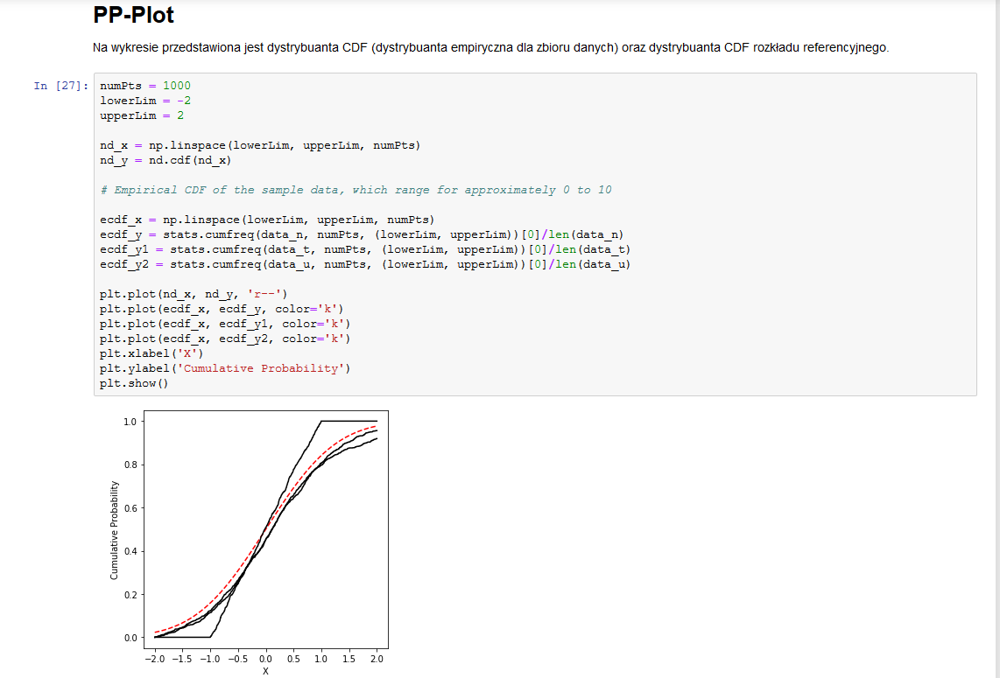 PP-Plot
Na wykresie przedstawiona jest dystrybuanta CDF (dystrybuanta empiryczna dla zbioru danych) oraz dystrybuanta CDF rozkładu referencyjnego.
In [27]:
numPts = 1000
lowerLim = -2
upperLim = 2
nd_x = np.linspace(lowerLim, upperLim, numPts)
nd_y = nd.cdf(nd_x)
# Empirical CDF of the sample data, which range for approximately 0 to 10
ecdf_x = np.linspace(lowerLim, upperLim, numPts)
ecdf_y = stats.cumfreq(data_n, numPts, (lowerLim, upperLim))[0]/len(data_n)
ecdf_y1 = stats.cumfreq(data_t, numPts, (lowerLim, upperLim))[0]/len(data_t)
ecdf_y2 = stats.cumfreq(data_u, numPts, (lowerLim, upperLim))[0]/len(data_u)
plt.plot(nd_x, nd_y, 'r--')
plt.plot(ecdf_x, ecdf_y, color='k')
plt.plot(ecdf_x, ecdf_y1, color='k')
plt.plot(ecdf_x, ecdf_y2, color='k')
plt.xlabel('X')
plt.ylabel('Cumulative Probability')
plt.show()
Cumulative Probability
1.0
0.8
0.6
0.4
0.2
0.0
−2.0 −1.5 −1.0 −0.5 0.0 0.5 1.0 1.5 2.0
X